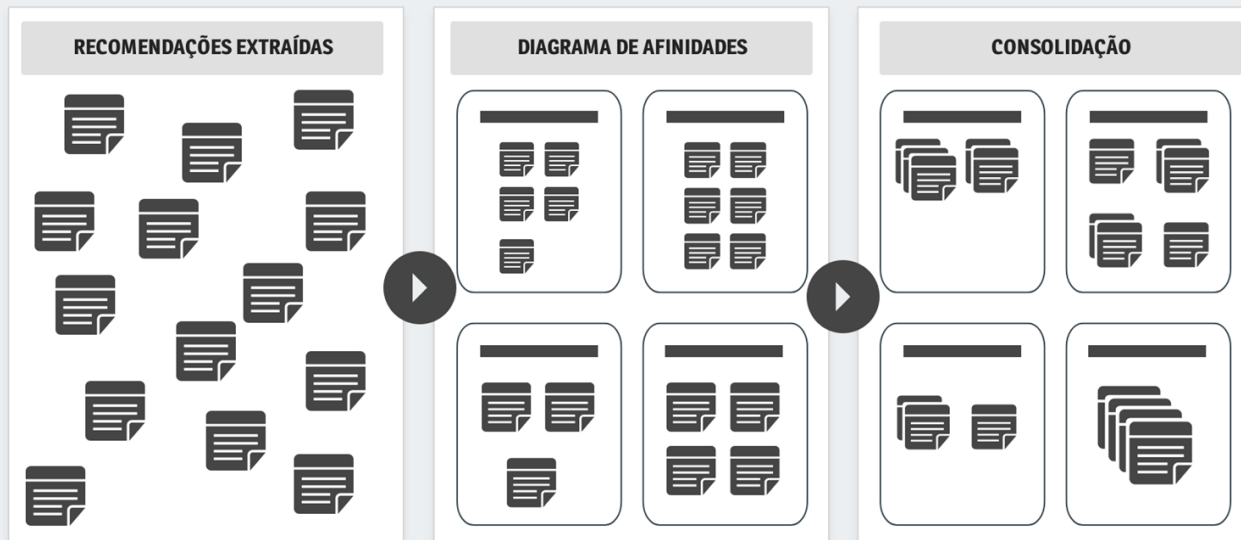 RECOMENDAÇÕES EXTRAÍDAS
DIAGRAMA DE AFINIDADES
CONSOLIDAÇÃO